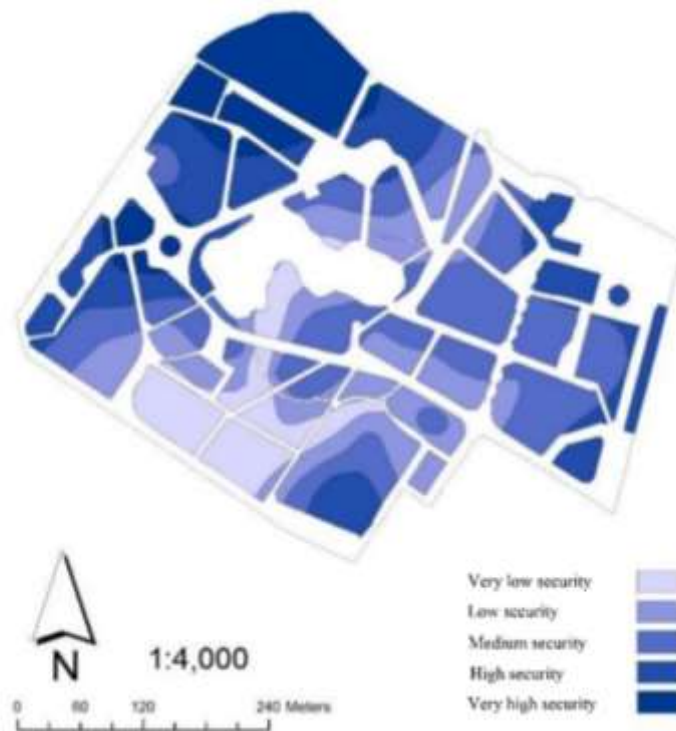 Very low security
Low security
Medium security
High security
Very high security
N
1:4,000
0 60 120 240 Meters